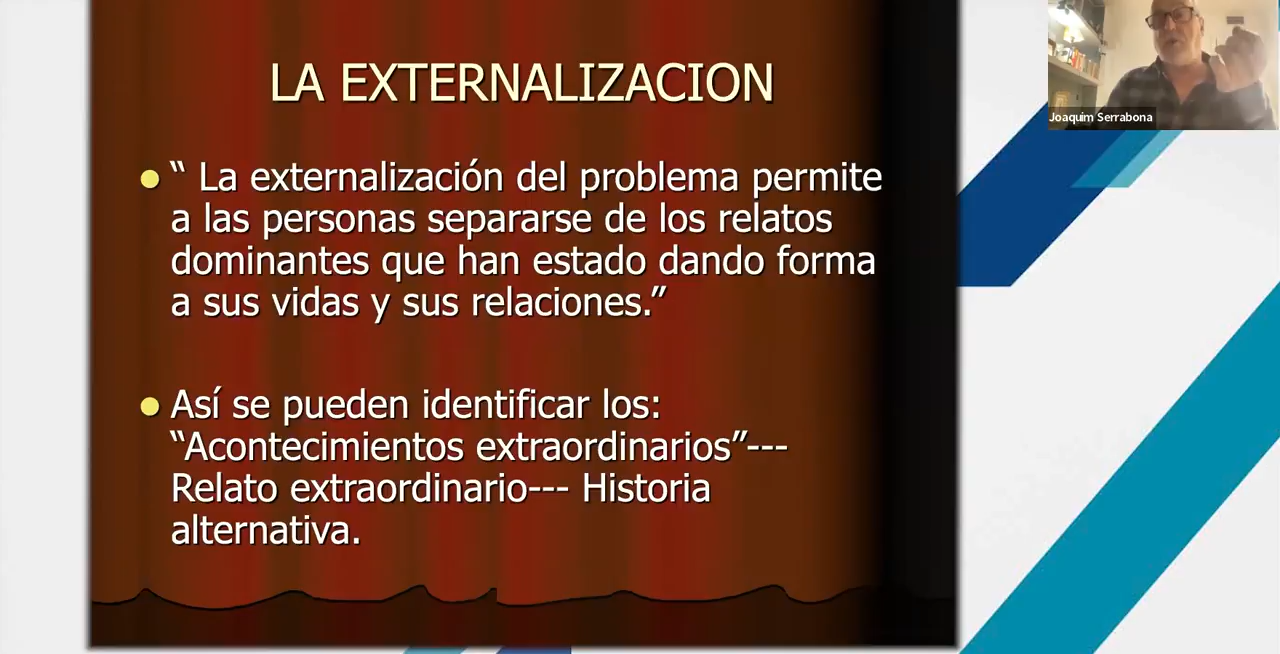 LA EXTERNALIZACION
“ La externalización del problema permite
a las personas separarse de los relatos
dominantes que han estado dando forma
a sus vidas y sus relaciones.”
Así se pueden identificar los:
“Acontecimientos extraordinarios”---
Relato extraordinario--- Historia
alternativa.
Joaquim Serrabona